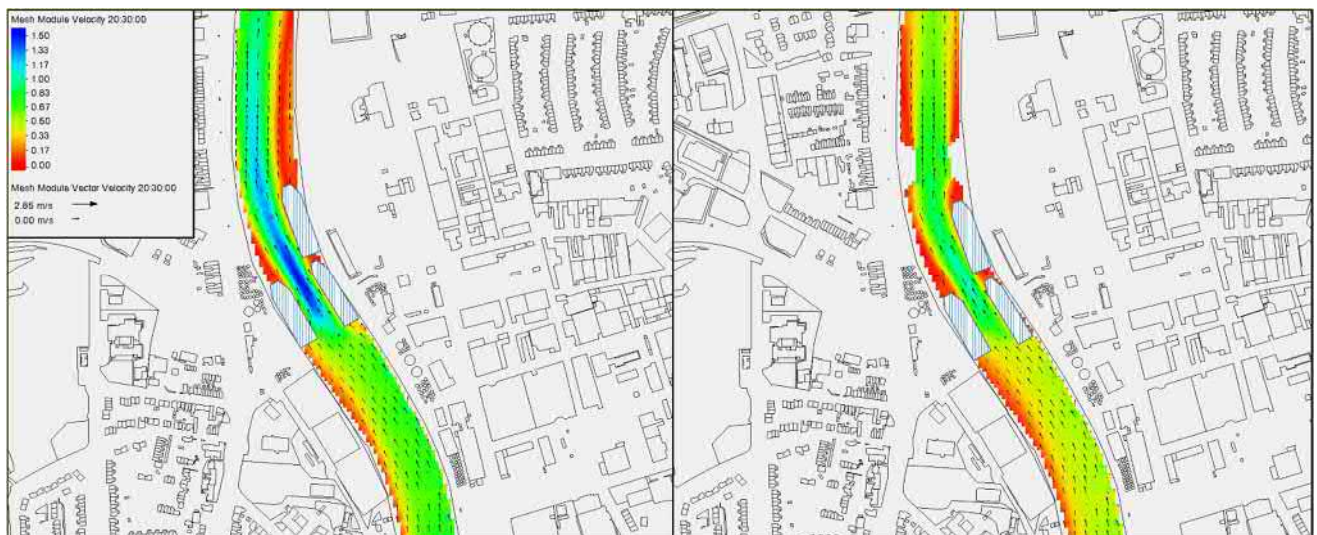 Mesh Module Velocity 20:30:00
1.50
1.33
1.17
1.00
0.83
0.67
0.50
0.33
0.17
0.00
Mesh Module Vector Velocity 20:30:00
2.85 m/s
0.00 m/s